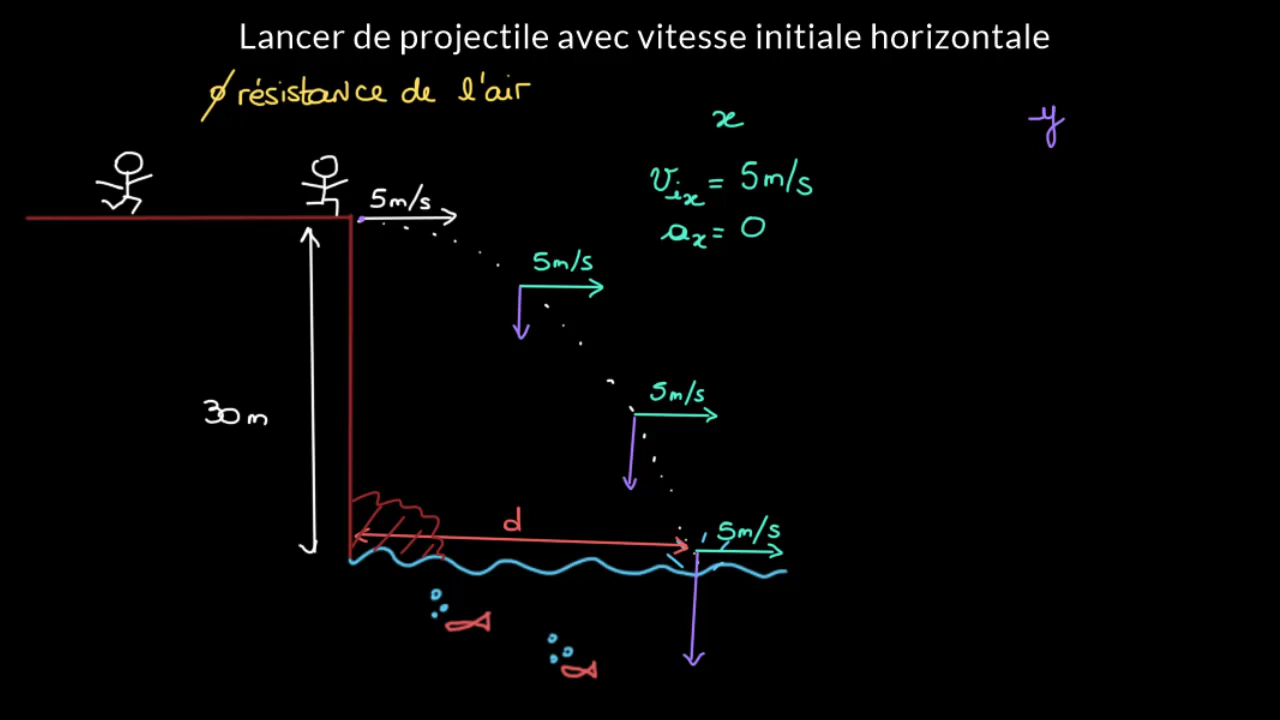 Lancer de projectile avec vitesse initiale horizontale
∅ résistance de l'air
x
y
v_ix = 5m/s
a_x = 0
5m/s
5m/s
5m/s
30m
d
5m/s